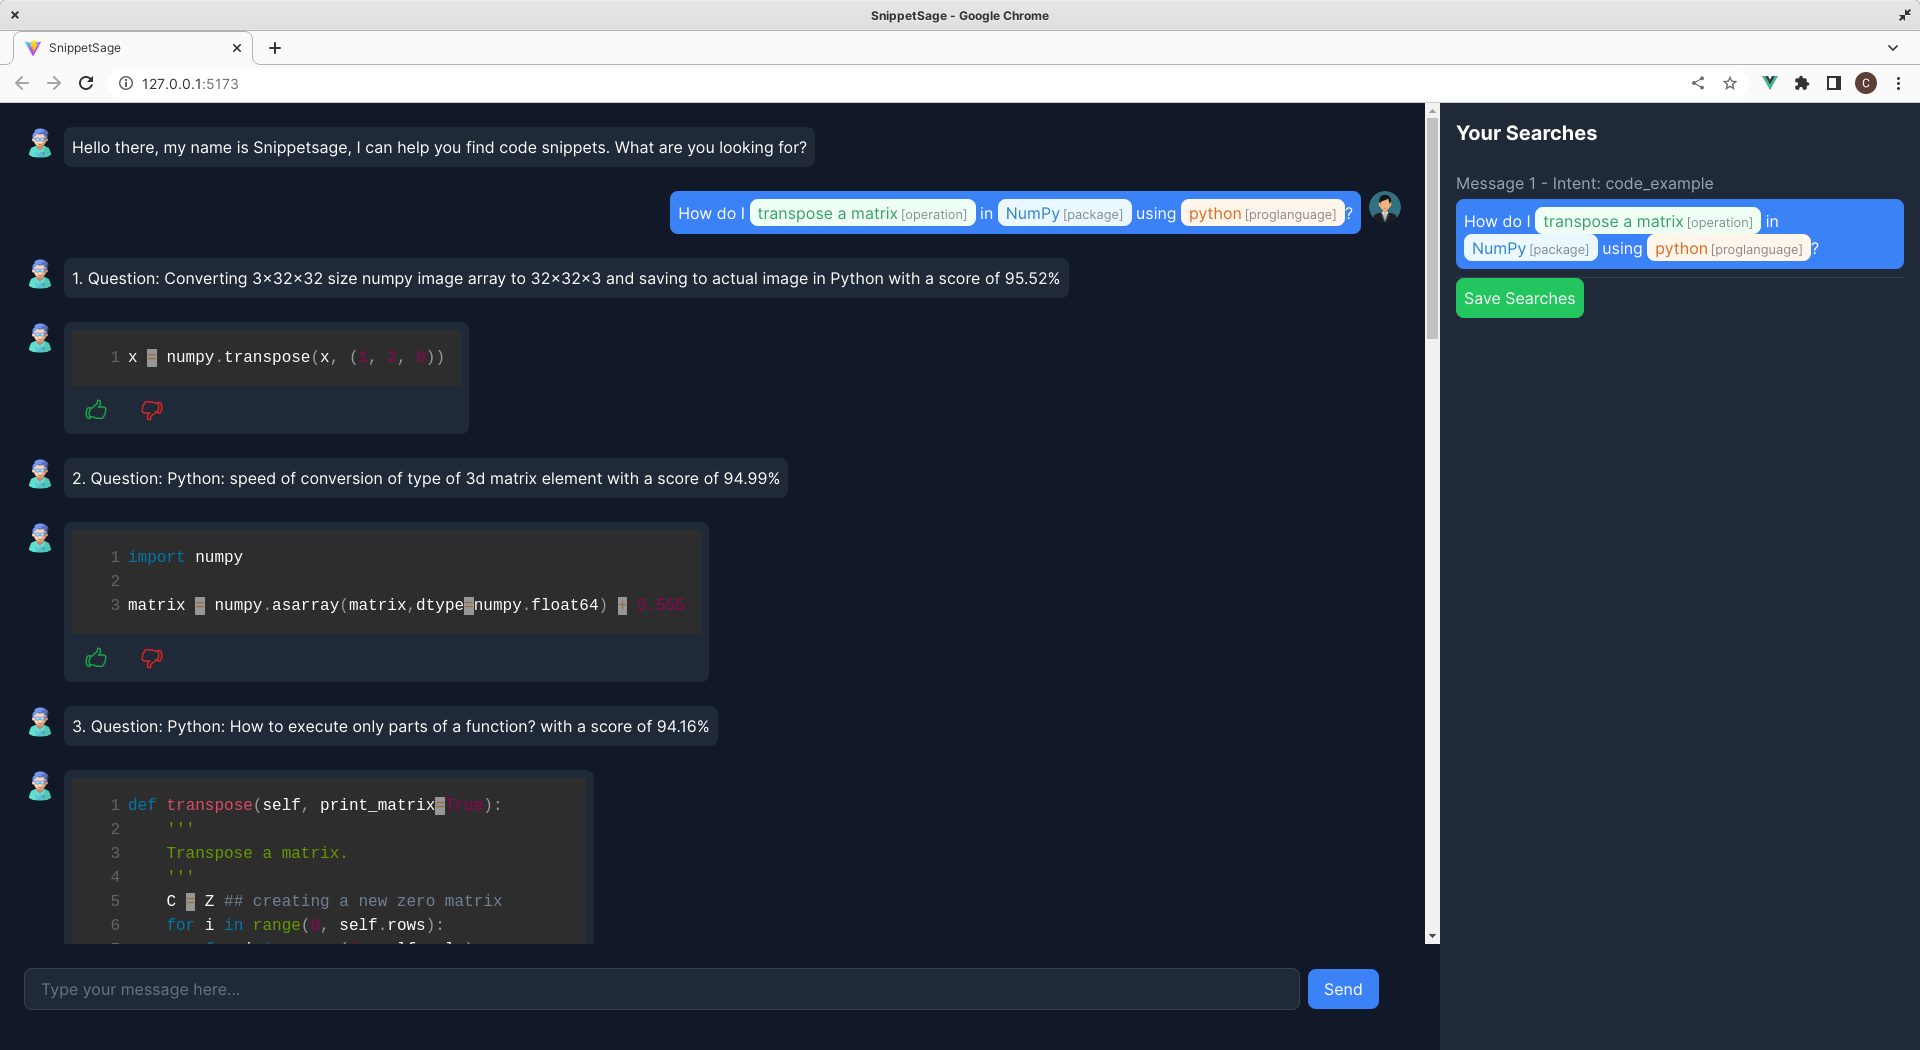 SnippetSage - Google Chrome
SnippetSage
127.0.0.1:5173
C
Hello there, my name is Snippetsage, I can help you find code snippets. What are you looking for?
How do I transpose a matrix [operation] in NumPy [package] using python [proglanguage] ?
1. Question: Converting 3×32×32 size numpy image array to 32×32×3 and saving to actual image in Python with a score of 95.52%
1 x = numpy.transpose(x, (1, 2, 0))
2. Question: Python: speed of conversion of type of 3d matrix element with a score of 94.99%
1 import numpy
2
3 matrix = numpy.asarray(matrix,dtype=numpy.float64) + 5.555
3. Question: Python: How to execute only parts of a function? with a score of 94.16%
1 def transpose(self, print_matrix=True):
2     '''
3     Transpose a matrix.
4     '''
5     C = Z ## creating a new zero matrix
6     for i in range(0, self.rows):
Type your message here...
Send
Your Searches
Message 1 - Intent: code_example
How do I transpose a matrix [operation] in
NumPy [package] using python [proglanguage] ?
Save Searches